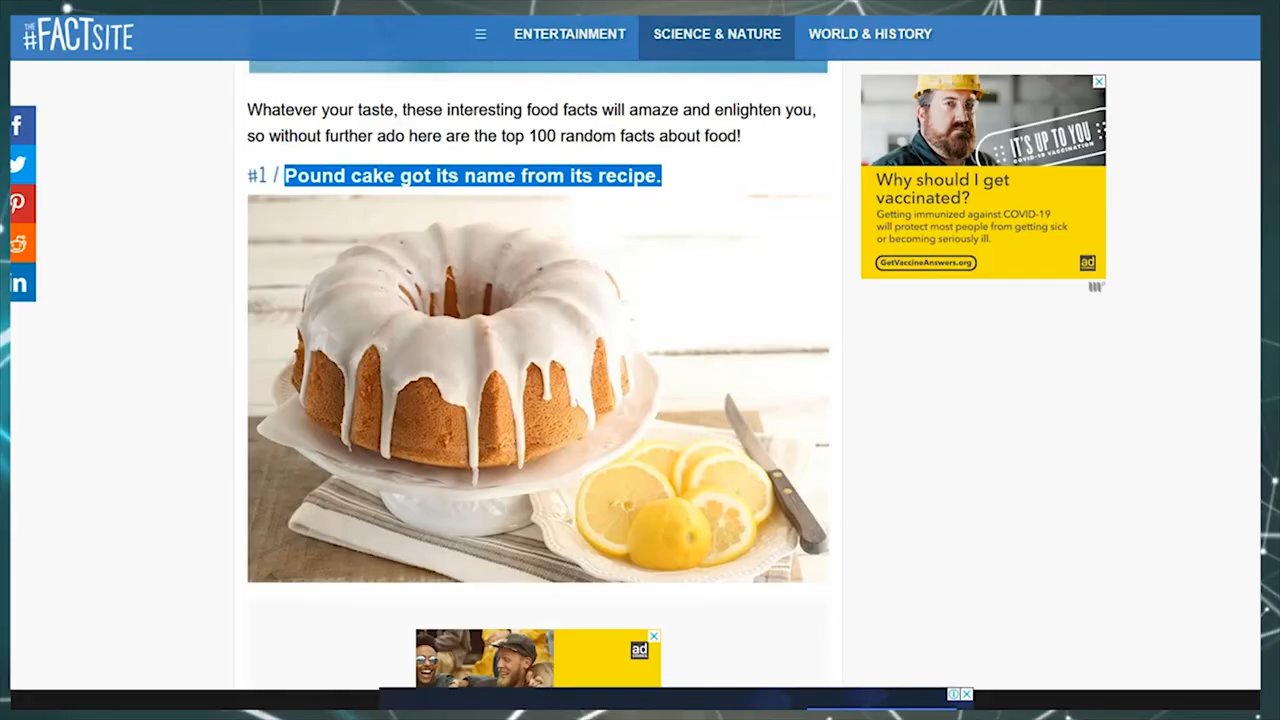 THE
#FACTSITE
ENTERTAINMENT
SCIENCE & NATURE
WORLD & HISTORY
Whatever your taste, these interesting food facts will amaze and enlighten you,
so without further ado here are the top 100 random facts about food!
#1 / Pound cake got its name from its recipe.
IT'S UP TO YOU
COVID-19 VACCINATION
Why should I get
vaccinated?
Getting immunized against COVID-19
will protect most people from getting sick
or becoming seriously ill.
GetVaccineAnswers.org
ad
ad